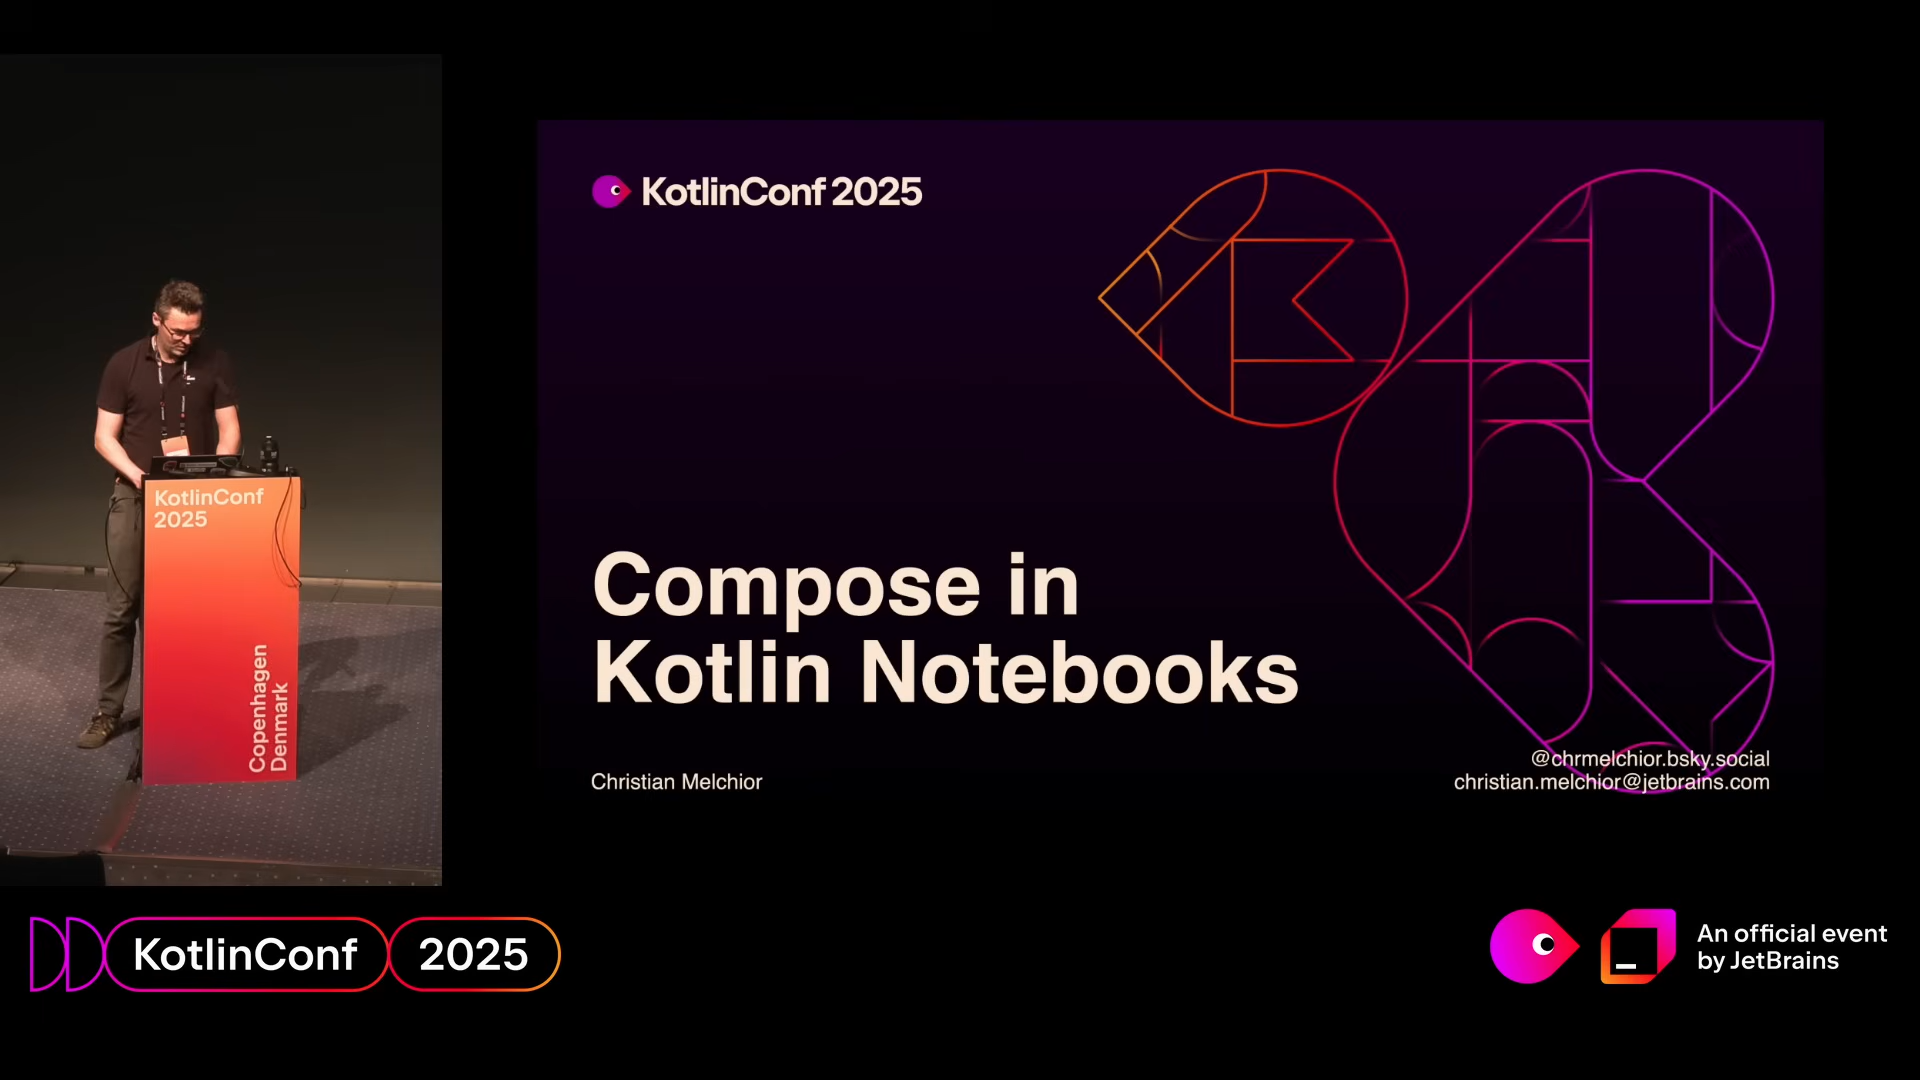 KotlinConf 2025
Compose in
Kotlin Notebooks
Christian Melchior
@chrmelchior.bsky.social
christian.melchior@jetbrains.com
KotlinConf
2025
Copenhagen
Denmark
KotlinConf 2025
An official event
by JetBrains